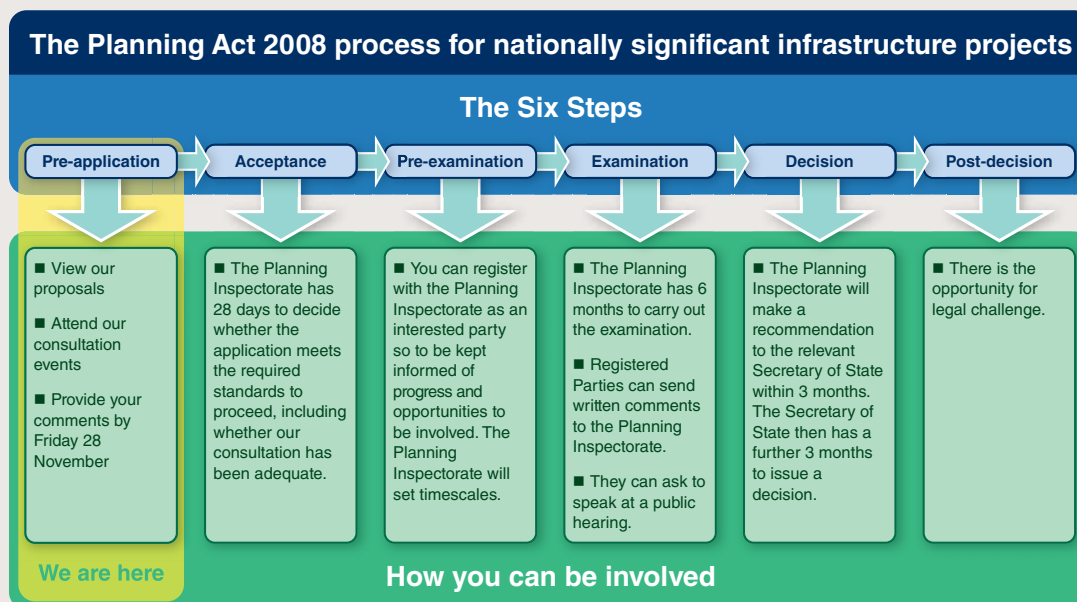 The Planning Act 2008 process for nationally significant infrastructure projects
The Six Steps
Pre-application
Acceptance
Pre-examination
Examination
Decision
Post-decision
■ View our
proposals
■ Attend our
consultation
events
■ Provide your
comments by
Friday 28
November
■ The Planning
Inspectorate has
28 days to decide
whether the
application meets
the required
standards to
proceed, including
whether our
consultation has
been adequate.
■ You can register
with the Planning
Inspectorate as an
interested party
so to be kept
informed of
progress and
opportunities to
be involved. The
Planning
Inspectorate will
set timescales.
■ The Planning
Inspectorate has 6
months to carry out
the examination.
■ Registered
Parties can send
written comments
to the Planning
Inspectorate.
■ They can ask to
speak at a public
hearing.
■ The Planning
Inspectorate will
make a
recommendation
to the relevant
Secretary of State
within 3 months.
The Secretary of
State then has a
further 3 months
to issue a
decision.
■ There is the
opportunity for
legal challenge.
We are here
How you can be involved